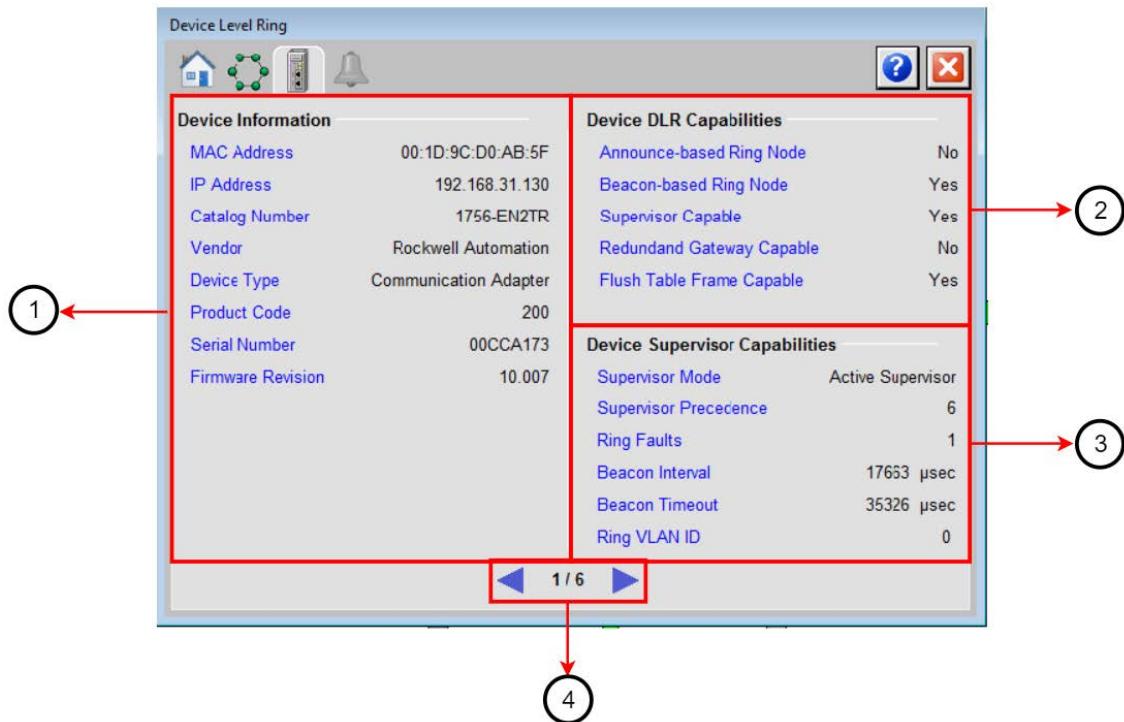 Device Level Ring
?
Device Information
MAC Address 00:1D:9C:D0:AB:5F
IP Address 192.168.31.130
Catalog Number 1756-EN2TR
Vendor Rockwell Automation
Device Type Communication Adapter
Product Code 200
Serial Number 00CCA173
Firmware Revision 10.007
1
Device DLR Capabilities
Announce-based Ring Node No
Beacon-based Ring Node Yes
Supervisor Capable Yes
Redundand Gateway Capable No
Flush Table Frame Capable Yes
2
Device Supervisor Capabilities
Supervisor Mode Active Supervisor
Supervisor Precedence 6
Ring Faults 1
Beacon Interval 17663 µsec
Beacon Timeout 35326 µsec
Ring VLAN ID 0
3
1 / 6
4